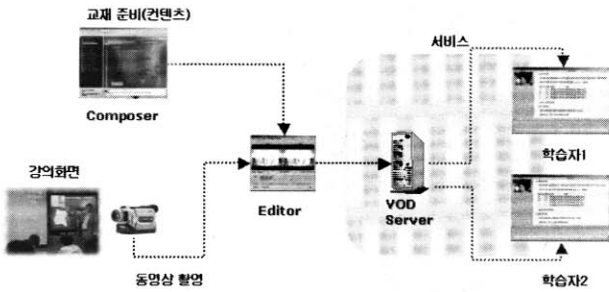 교재 준비(컨텐츠)
Composer
강의화면
동영상 촬영
Editor
서비스
VOD
Server
학습자1
학습자2